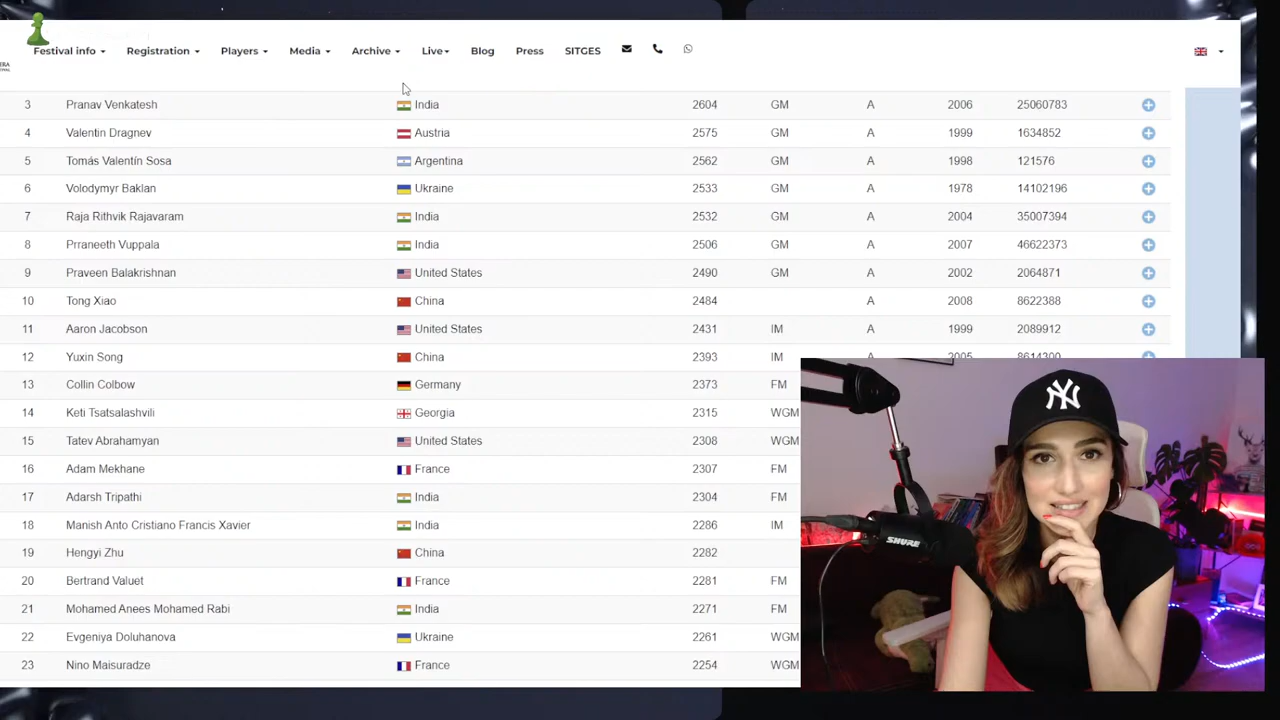 Festival info Registration Players Media Archive Live Blog Press SITGES
3 Pranav Venkatesh India 2604 GM A 2006 25060783
4 Valentin Dragnev Austria 2575 GM A 1999 1634852
5 Tomás Valentín Sosa Argentina 2562 GM A 1998 121576
6 Volodymyr Baklan Ukraine 2533 GM A 1978 14102196
7 Raja Rithvik Rajavaram India 2532 GM A 2004 35007394
8 Prraneeth Vuppala India 2506 GM A 2007 46622373
9 Praveen Balakrishnan United States 2490 GM A 2002 2064871
10 Tong Xiao China 2484 A 2008 8622388
11 Aaron Jacobson United States 2431 IM A 1999 2089912
12 Yuxin Song China 2393 IM A 2005 8614300
13 Collin Colbow Germany 2373 FM
14 Keti Tsatsalashvili Georgia 2315 WGM
15 Tatev Abrahamyan United States 2308 WGM
16 Adam Mekhane France 2307 FM
17 Adarsh Tripathi India 2304 FM
18 Manish Anto Cristiano Francis Xavier India 2286 IM
19 Hengyi Zhu China 2282
20 Bertrand Valuet France 2281 FM
21 Mohamed Anees Mohamed Rabi India 2271 FM
22 Evgeniya Doluhanova Ukraine 2261 WGM
23 Nino Maisuradze France 2254 WGM
NY
SHURE